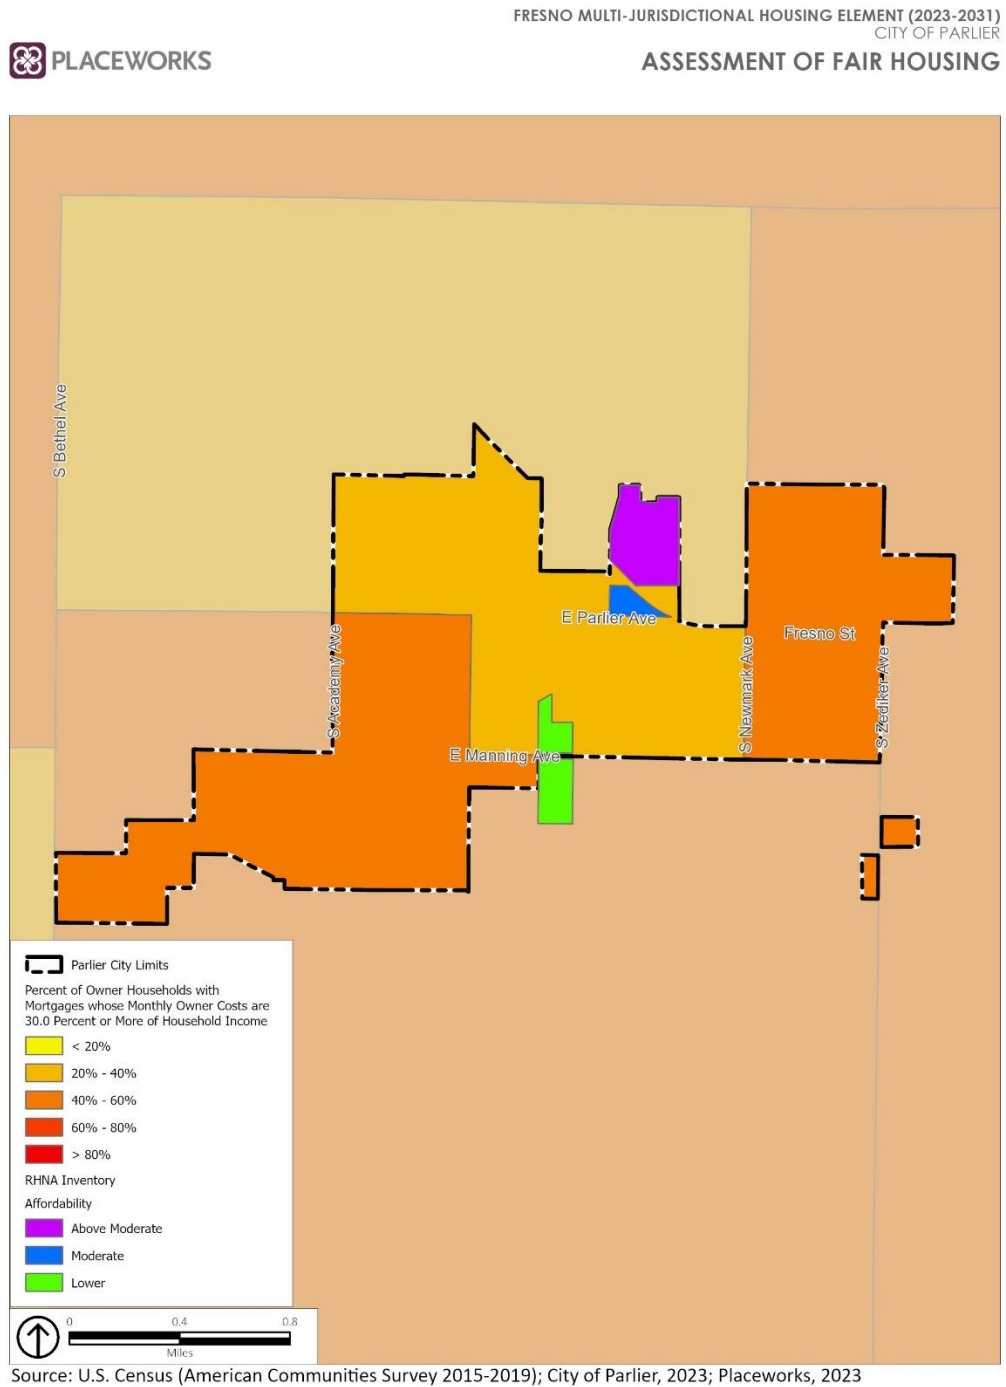 FRESNO MULTI-JURISDICTIONAL HOUSING ELEMENT (2023-2031)
CITY OF PARLIER
PLACEWORKS
ASSESSMENT OF FAIR HOUSING
S Bethel Ave
E Parlier Ave
Fresno St
S Academy Ave
S Newmark Ave
S Zediker Ave
E Manning Ave
Parlier City Limits
Percent of Owner Households with
Mortgages whose Monthly Owner Costs are
30.0 Percent or More of Household Income
< 20%
20% - 40%
40% - 60%
60% - 80%
> 80%
RHNA Inventory
Affordability
Above Moderate
Moderate
Lower
0 0.4 0.8
Miles
Source: U.S. Census (American Communities Survey 2015-2019); City of Parlier, 2023; Placeworks, 2023